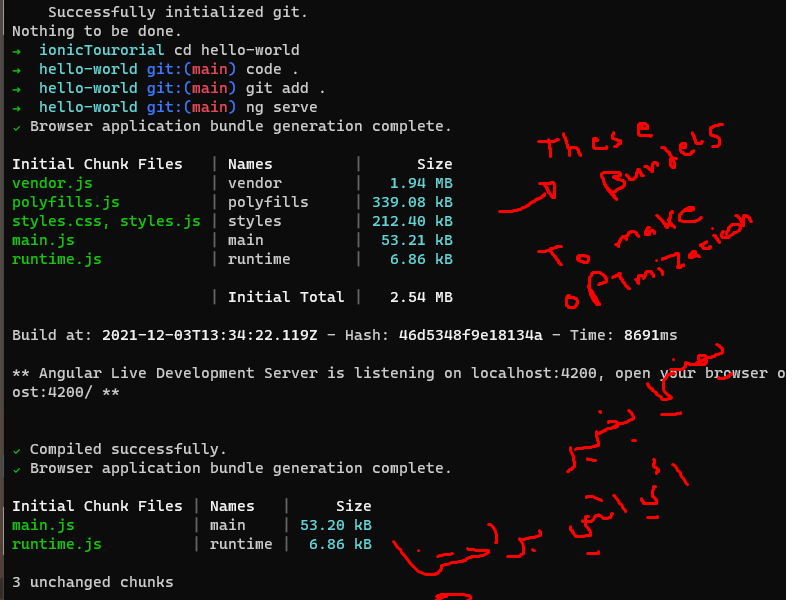 Successfully initialized git.
Nothing to be done.
→ ionicTourorial cd hello-world
→ hello-world git:(main) code .
→ hello-world git:(main) git add .
→ hello-world git:(main) ng serve
✓ Browser application bundle generation complete.
Initial Chunk Files | Names | Size
vendor.js | vendor | 1.94 MB
polyfills.js | polyfills | 339.08 kB
styles.css, styles.js | styles | 212.40 kB
main.js | main | 53.21 kB
runtime.js | runtime | 6.86 kB
| Initial Total | 2.54 MB
These
Bundels
To make
oPtmization
Build at: 2021-12-03T13:34:22.119Z - Hash: 46d5348f9e18134a - Time: 8691ms
** Angular Live Development Server is listening on localhost:4200, open your browser o
ost:4200/ **
✓ Compiled successfully.
✓ Browser application bundle generation complete.
Initial Chunk Files | Names | Size
main.js | main | 53.20 kB
runtime.js | runtime | 6.86 kB
3 unchanged chunks